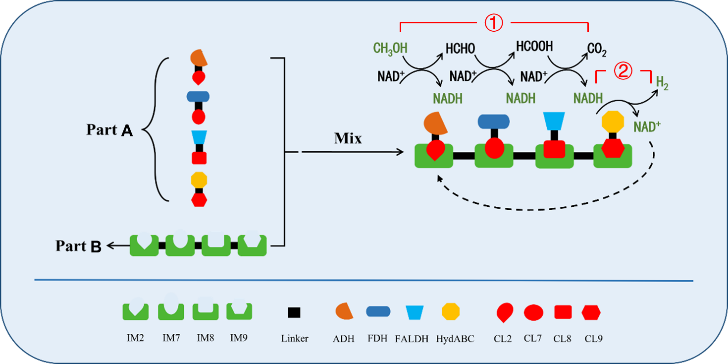 ①
CH₃OH HCHO HCOOH CO₂
②
NAD⁺ NAD⁺ NAD⁺ H₂
NADH NADH NADH
NAD⁺
Part A
Mix
Part B
IM2 IM7 IM8 IM9 Linker ADH FDH FALDH HydABC CL2 CL7 CL8 CL9